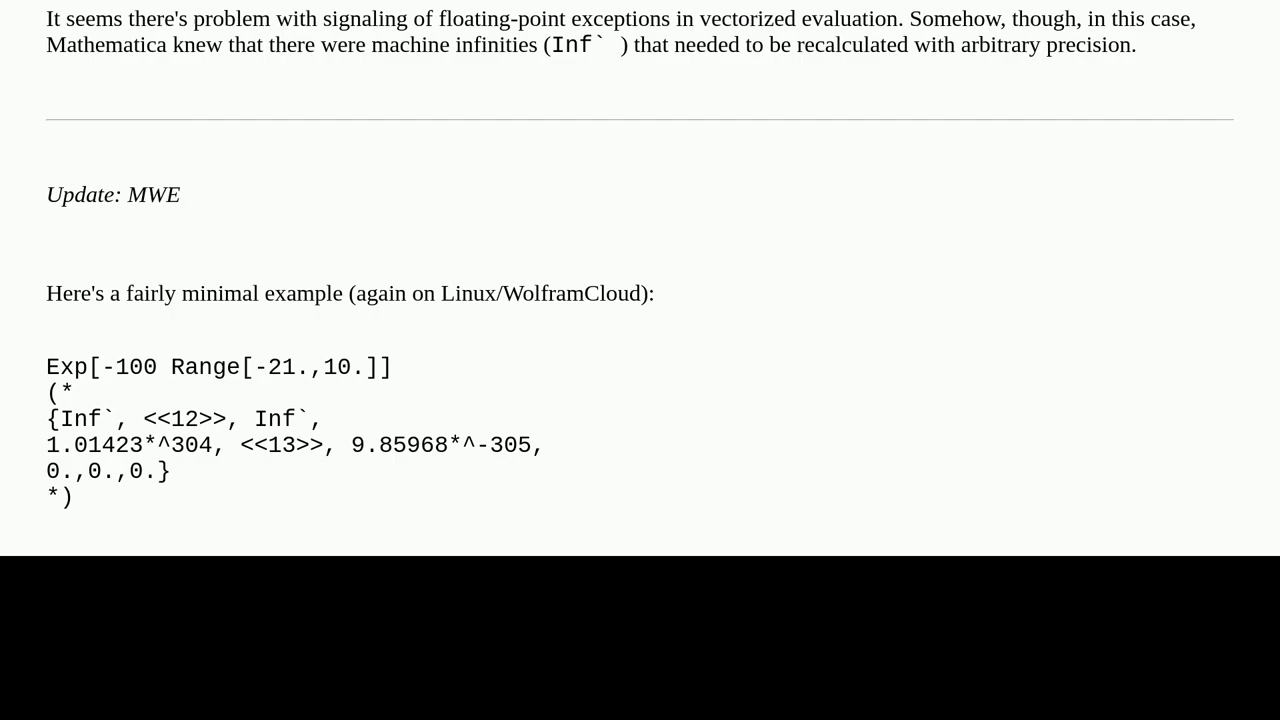 It seems there's problem with signaling of floating-point exceptions in vectorized evaluation. Somehow, though, in this case,
Mathematica knew that there were machine infinities (Inf` ) that needed to be recalculated with arbitrary precision.
Update: MWE
Here's a fairly minimal example (again on Linux/WolframCloud):
Exp[-100 Range[-21.,10.]]
(*
{Inf`, <<12>>, Inf`,
1.01423*^304, <<13>>, 9.85968*^-305,
0.,0.,0.}
*)